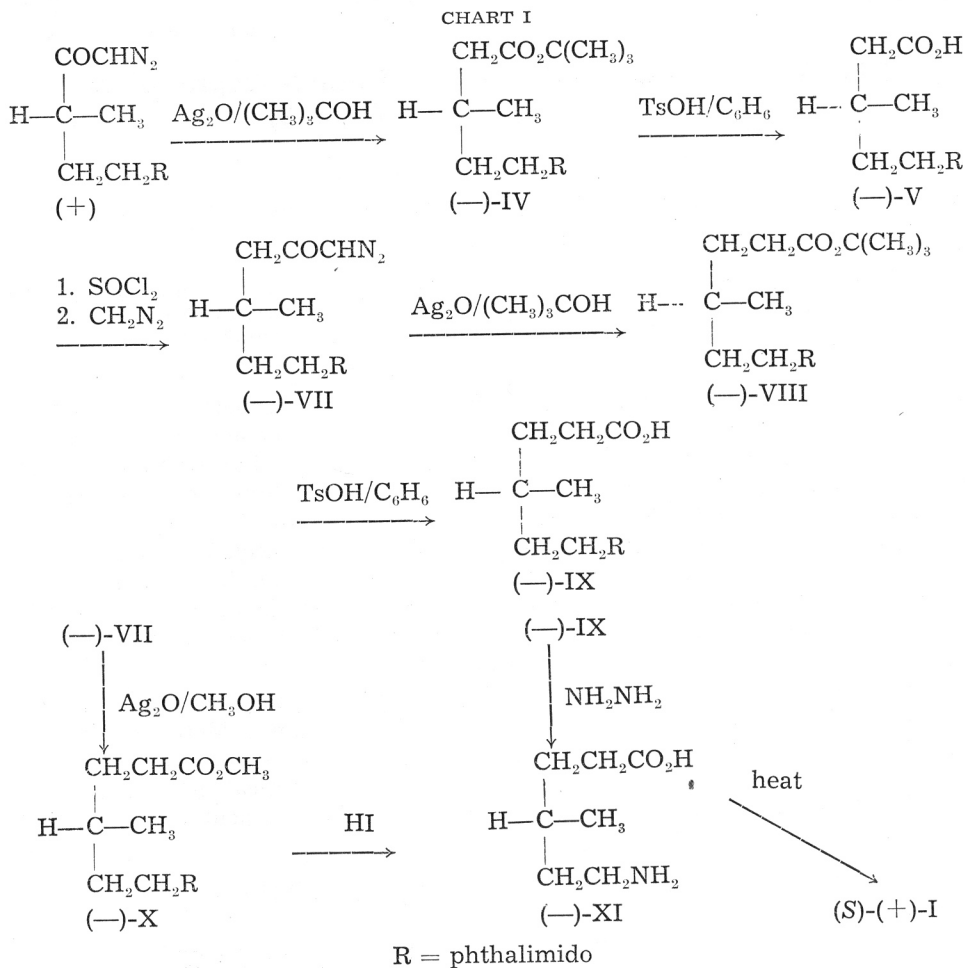 CHART I
COCHN₂
H—C—CH₃
CH₂CH₂R
(+)
Ag₂O/(CH₃)₃COH
CH₂CO₂C(CH₃)₃
H—C—CH₃
CH₂CH₂R
(—)-IV
TsOH/C₆H₆
CH₂CO₂H
H--C—CH₃
CH₂CH₂R
(—)-V
1. SOCl₂
2. CH₂N₂
CH₂COCHN₂
H—C—CH₃
CH₂CH₂R
(—)-VII
Ag₂O/(CH₃)₃COH
CH₂CH₂CO₂C(CH₃)₃
H--C—CH₃
CH₂CH₂R
(—)-VIII
TsOH/C₆H₆
CH₂CH₂CO₂H
H—C—CH₃
CH₂CH₂R
(—)-IX
(—)-VII
Ag₂O/CH₃OH
CH₂CH₂CO₂CH₃
H—C—CH₃
CH₂CH₂R
(—)-X
HI
(—)-IX
NH₂NH₂
CH₂CH₂CO₂H
H—C—CH₃
CH₂CH₂NH₂
(—)-XI
heat
(S)-(+)-I
R = phthalimido